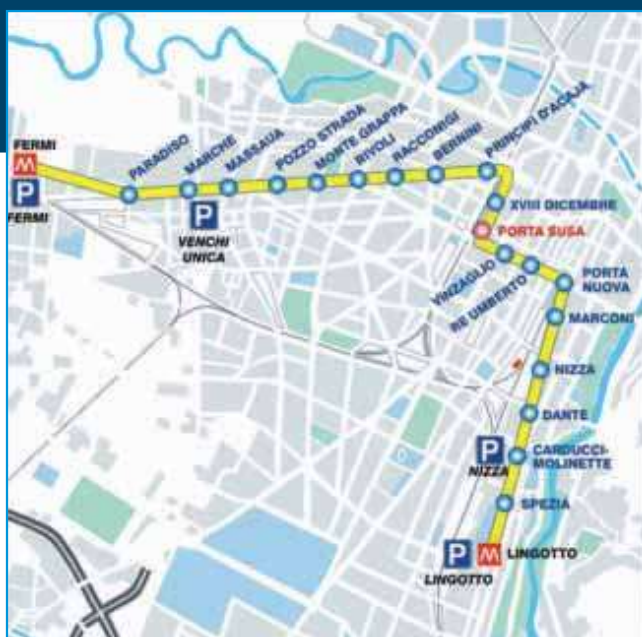 FERMI
M
P
FERMI
PARADISO
MARCHE
MASSAUA
POZZO STRADA
MONTE GRAPPA
RIVOLI
RACCONIGI
BERNINI
PRINCIPI D'ACAJA
P
VENCHI
UNICA
XVIII DICEMBRE
PORTA SUSA
VINZAGLIO
RE UMBERTO
PORTA
NUOVA
MARCONI
NIZZA
DANTE
P
NIZZA
CARDUCCI-
MOLINETTE
SPEZIA
P
LINGOTTO
M
LINGOTTO